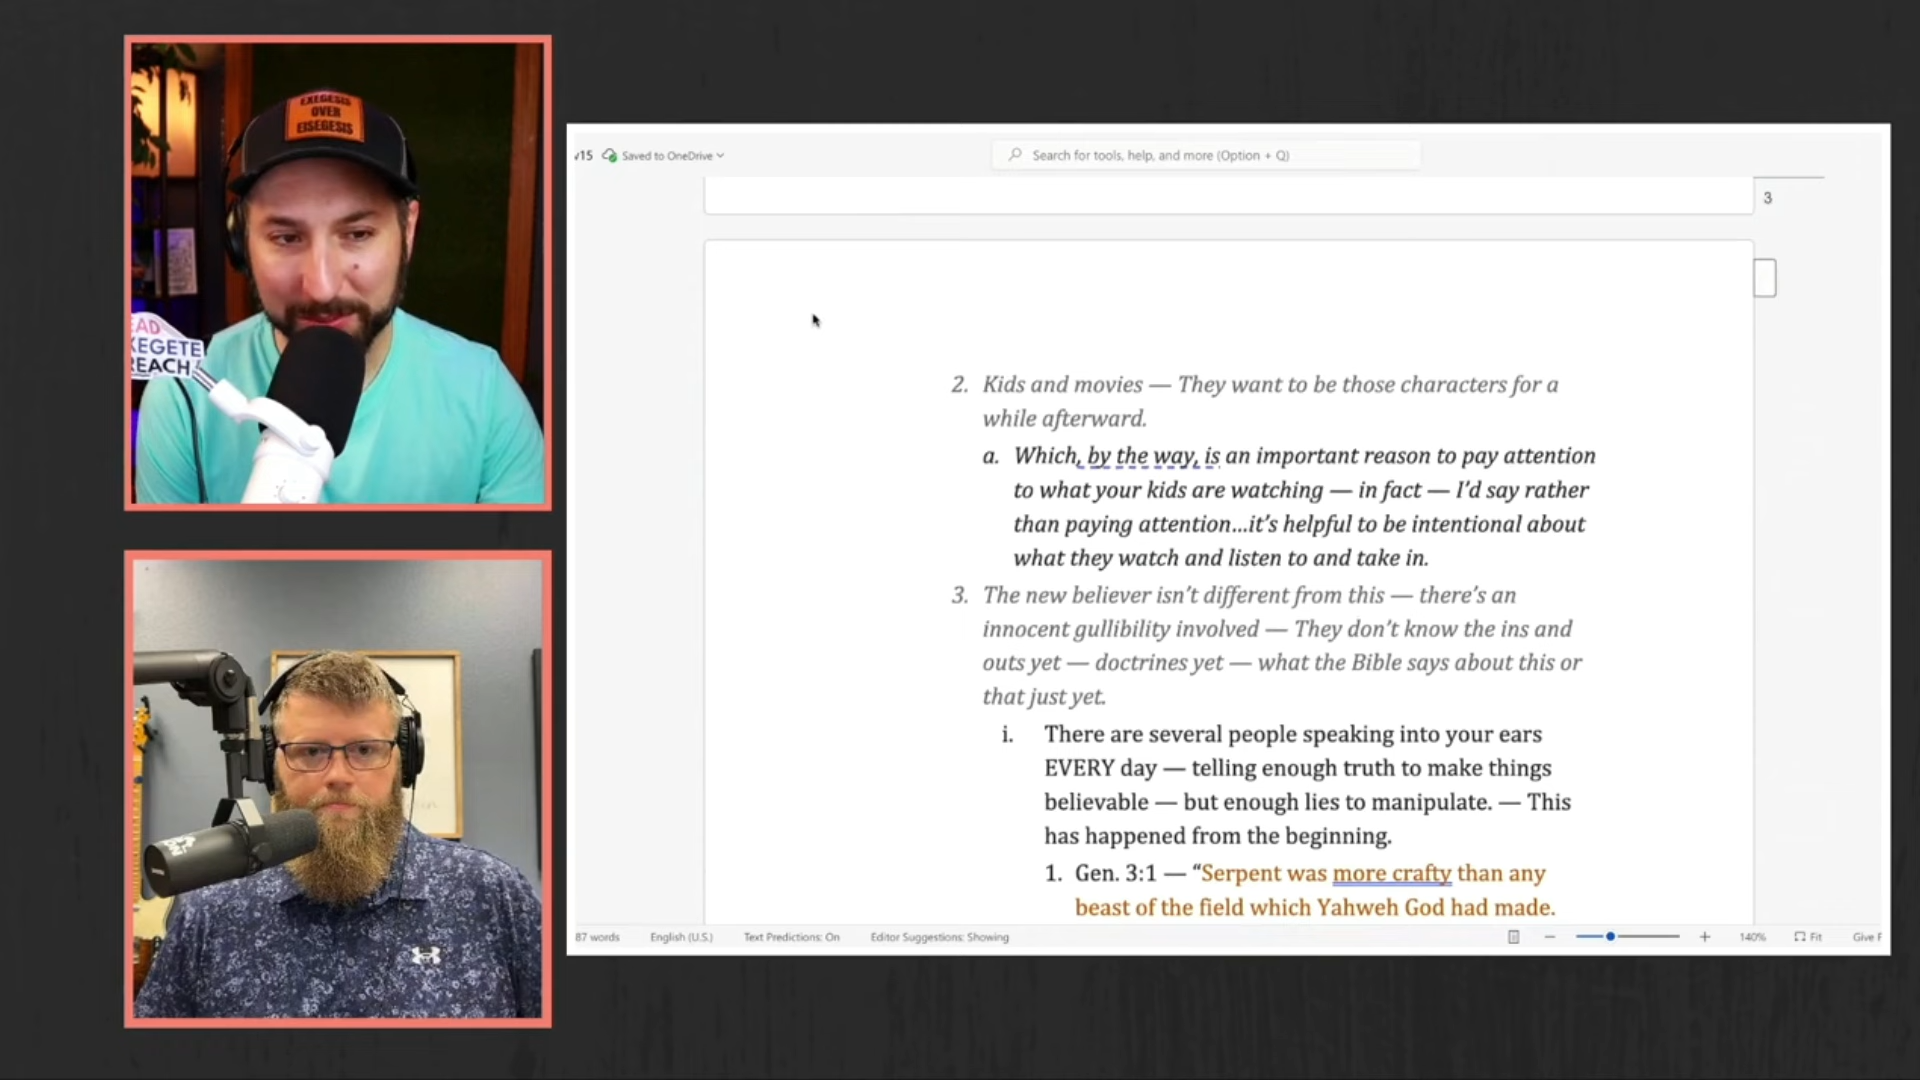 EXEGESIS
OVER
EISEGESIS
EAD
XEGETE
REACH
v15
Saved to OneDrive
Search for tools, help, and more (Option + Q)
3
2. Kids and movies — They want to be those characters for a
while afterward.
a. Which, by the way, is an important reason to pay attention
to what your kids are watching — in fact — I’d say rather
than paying attention...it’s helpful to be intentional about
what they watch and listen to and take in.
3. The new believer isn’t different from this — there’s an
innocent gullibility involved — They don’t know the ins and
outs yet — doctrines yet — what the Bible says about this or
that just yet.
i. There are several people speaking into your ears
EVERY day — telling enough truth to make things
believable — but enough lies to manipulate. — This
has happened from the beginning.
1. Gen. 3:1 — “Serpent was more crafty than any
beast of the field which Yahweh God had made.
87 words
English (U.S.)
Text Predictions: On
Editor Suggestions: Showing
140%
Fit
Give F